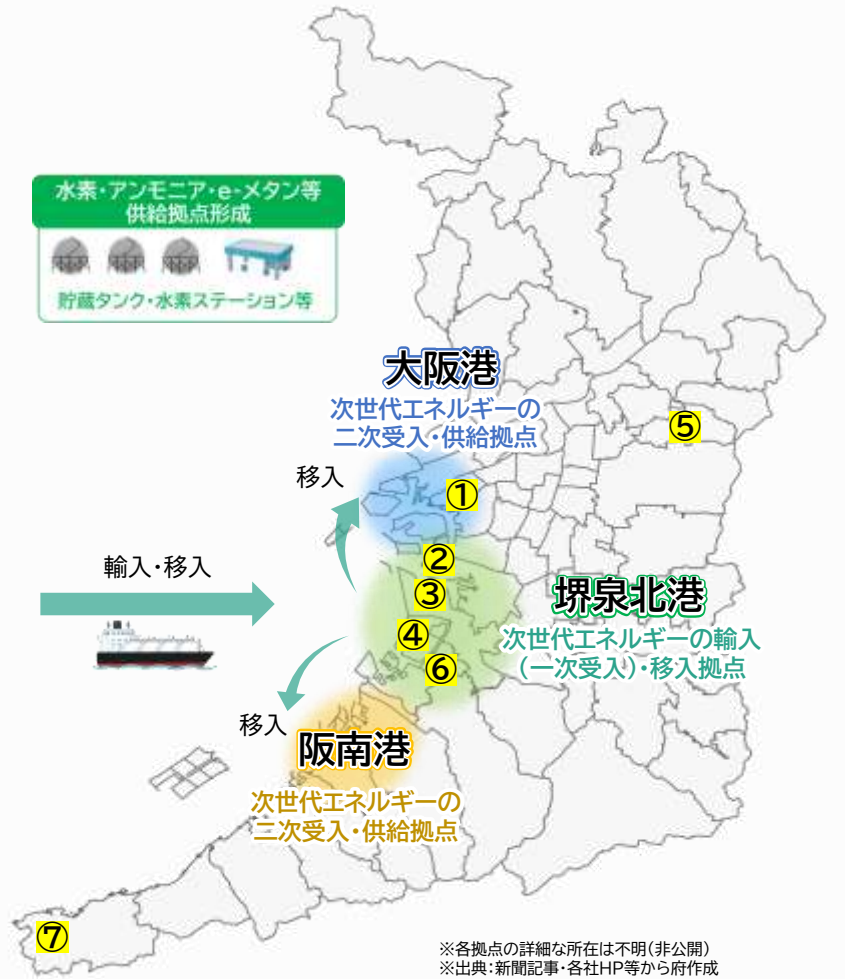 水素・アンモニア・e-メタン等
供給拠点形成
貯蔵タンク・水素ステーション等
大阪港
次世代エネルギーの
二次受入・供給拠点
⑤
移入
①
輸入・移入
②
③
④
⑥
堺泉北港
次世代エネルギーの輸入
（一次受入）・移入拠点
移入
阪南港
次世代エネルギーの
二次受入・供給拠点
⑦
※各拠点の詳細な所在は不明(非公開)
※出典：新聞記事・各社HP等から府作成